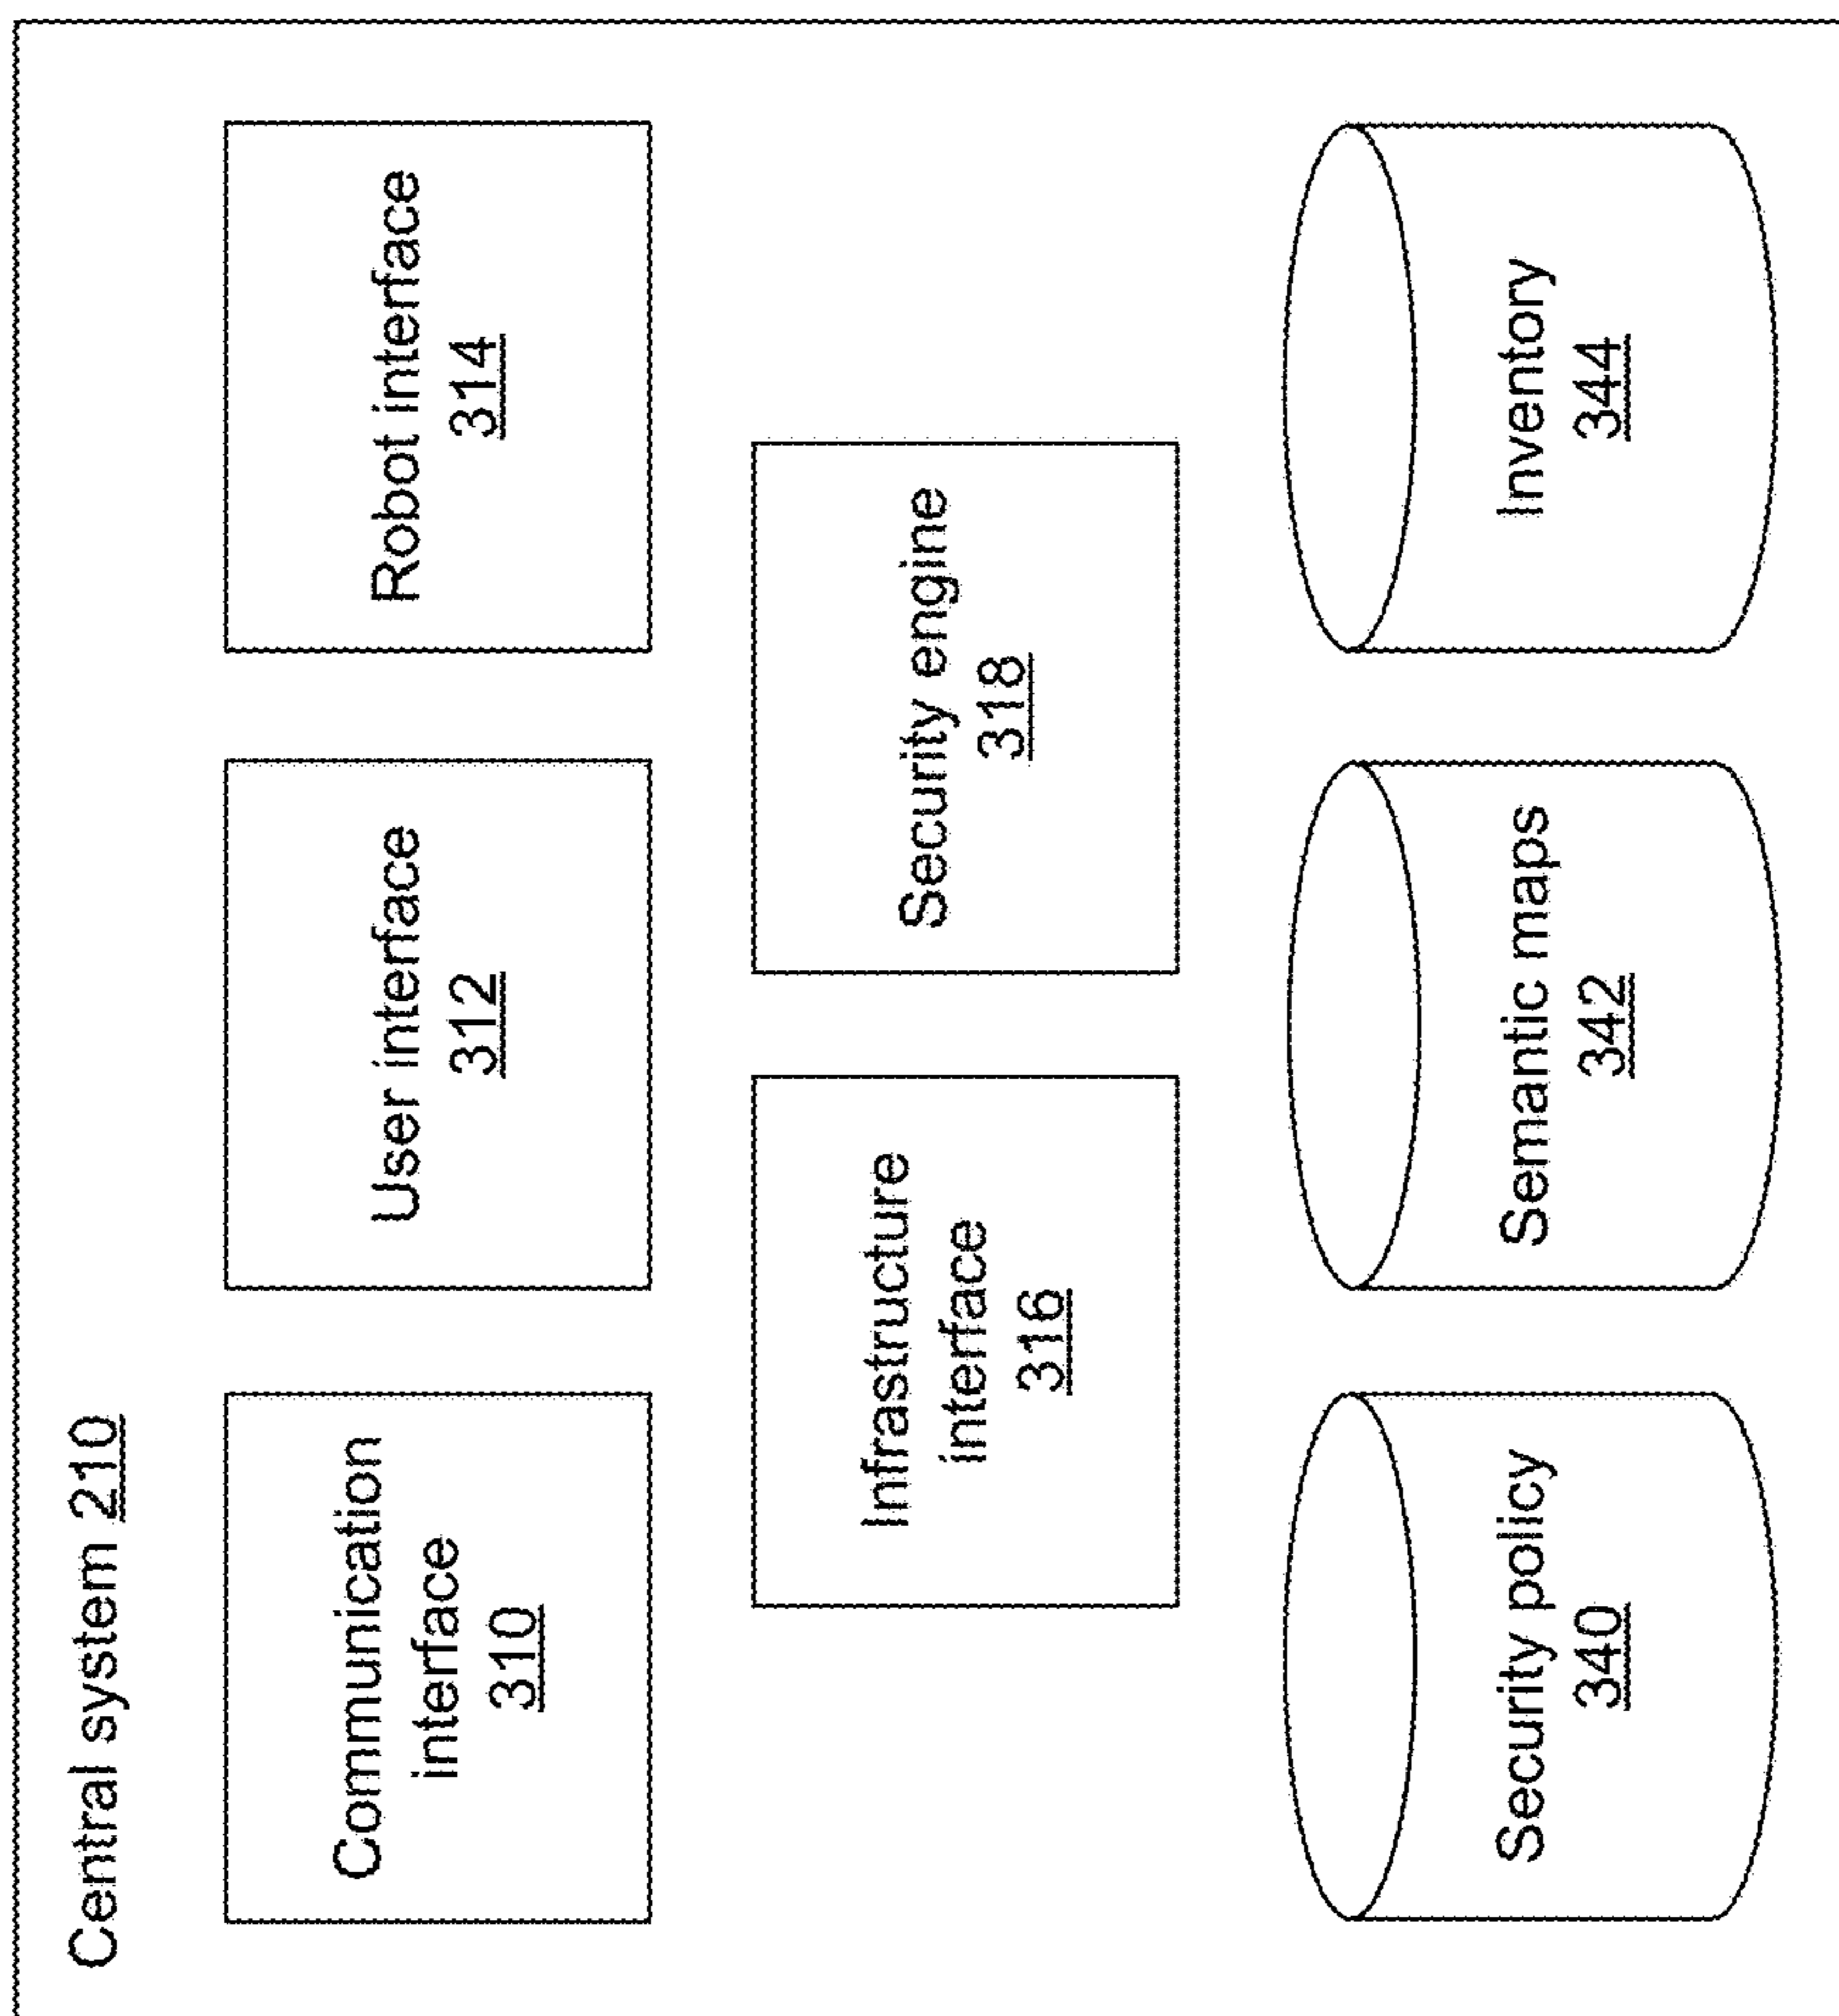 Central system 210
Communication
interface
310
User interface
312
Robot interface
314
Infrastructure
interface
316
Security engine
318
Security policy
340
Semantic maps
342
Inventory
344